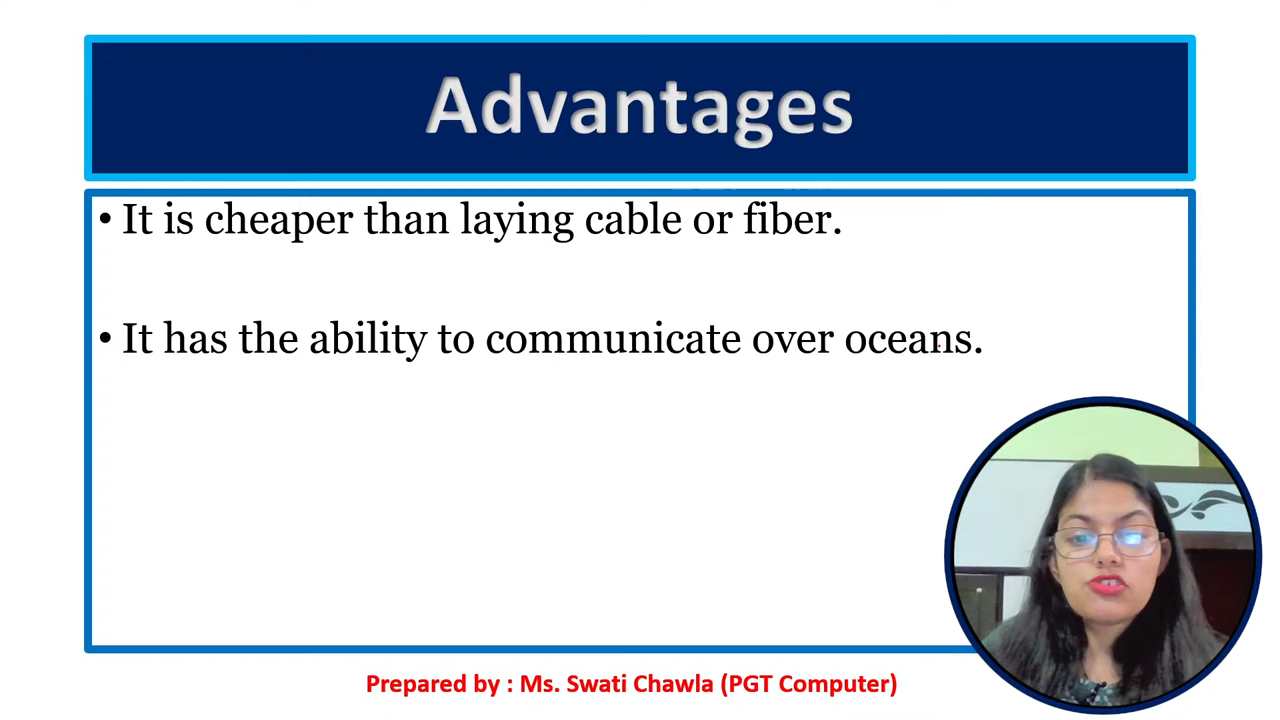 Advantages
• It is cheaper than laying cable or fiber.
• It has the ability to communicate over oceans.
Prepared by : Ms. Swati Chawla (PGT Computer)